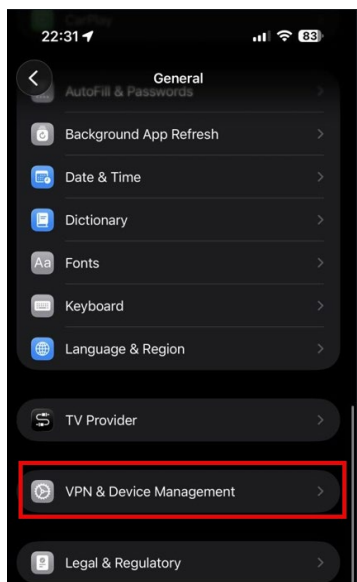 CarPlay
22:31
83
General
AutoFill & Passwords
Background App Refresh
Date & Time
Dictionary
Aa
Fonts
Keyboard
Language & Region
TV Provider
VPN & Device Management
Legal & Regulatory